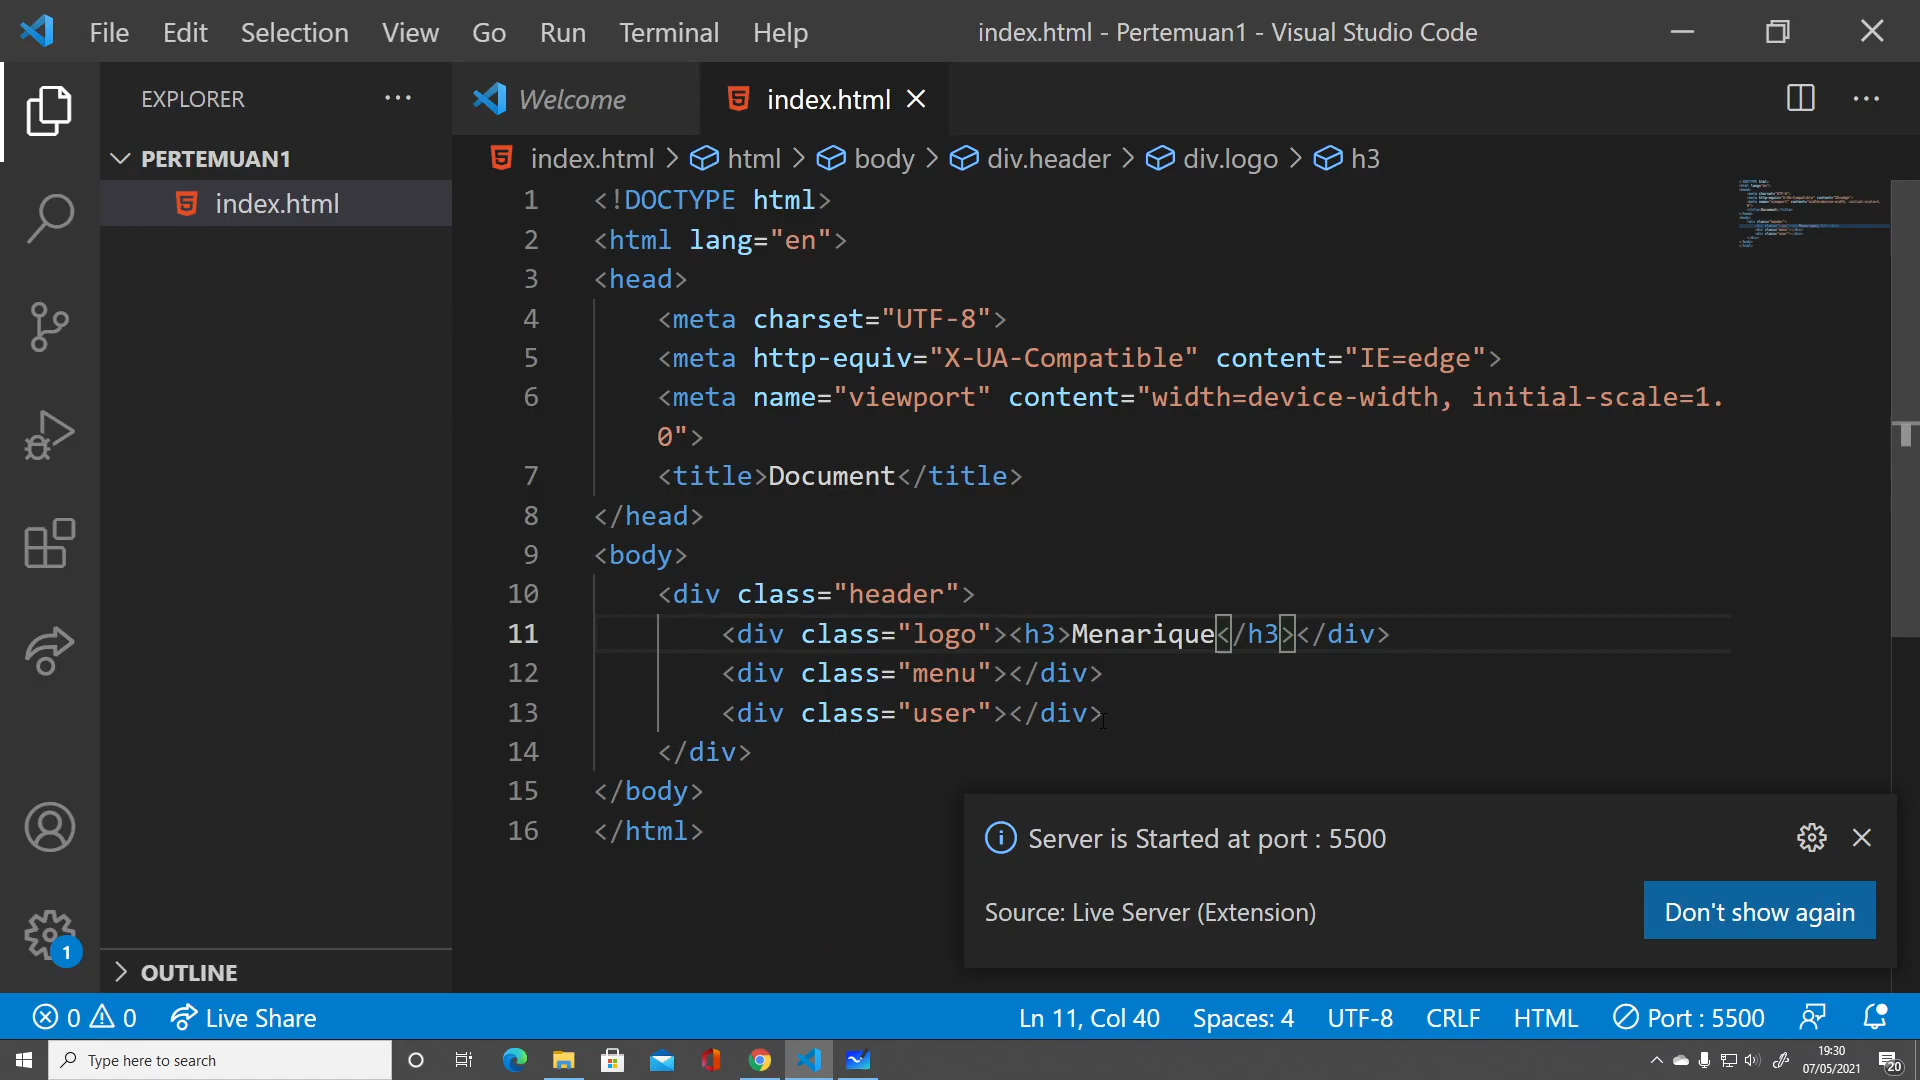 File Edit Selection View Go Run Terminal Help index.html - Pertemuan1 - Visual Studio Code
EXPLORER
Welcome
index.html
PERTEMUAN1
index.html > html > body > div.header > div.logo > h3
index.html
1 <!DOCTYPE html>
2 <html lang="en">
3 <head>
4 <meta charset="UTF-8">
5 <meta http-equiv="X-UA-Compatible" content="IE=edge">
6 <meta name="viewport" content="width=device-width, initial-scale=1.
0">
7 <title>Document</title>
8 </head>
9 <body>
10 <div class="header">
11 <div class="logo"><h3>Menarique</h3></div>
12 <div class="menu"></div>
13 <div class="user"></div>
14 </div>
15 </body>
16 </html>
Server is Started at port : 5500
Source: Live Server (Extension)
Don't show again
1
OUTLINE
0 0 Live Share Ln 11, Col 40 Spaces: 4 UTF-8 CRLF HTML Port : 5500
Type here to search
19:30
07/05/2021
20